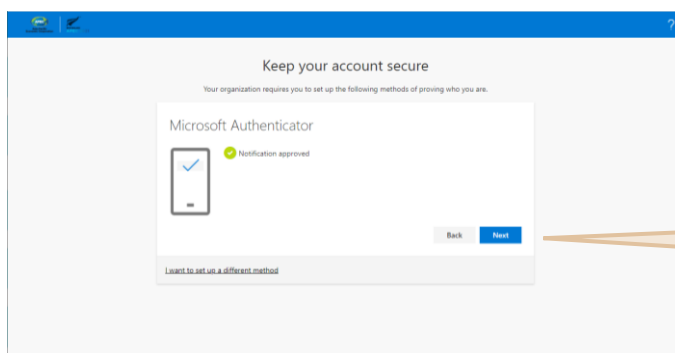 ?
Keep your account secure
Your organization requires you to set up the following methods of proving who you are.
Microsoft Authenticator
Notification approved
Back Next
I want to set up a different method